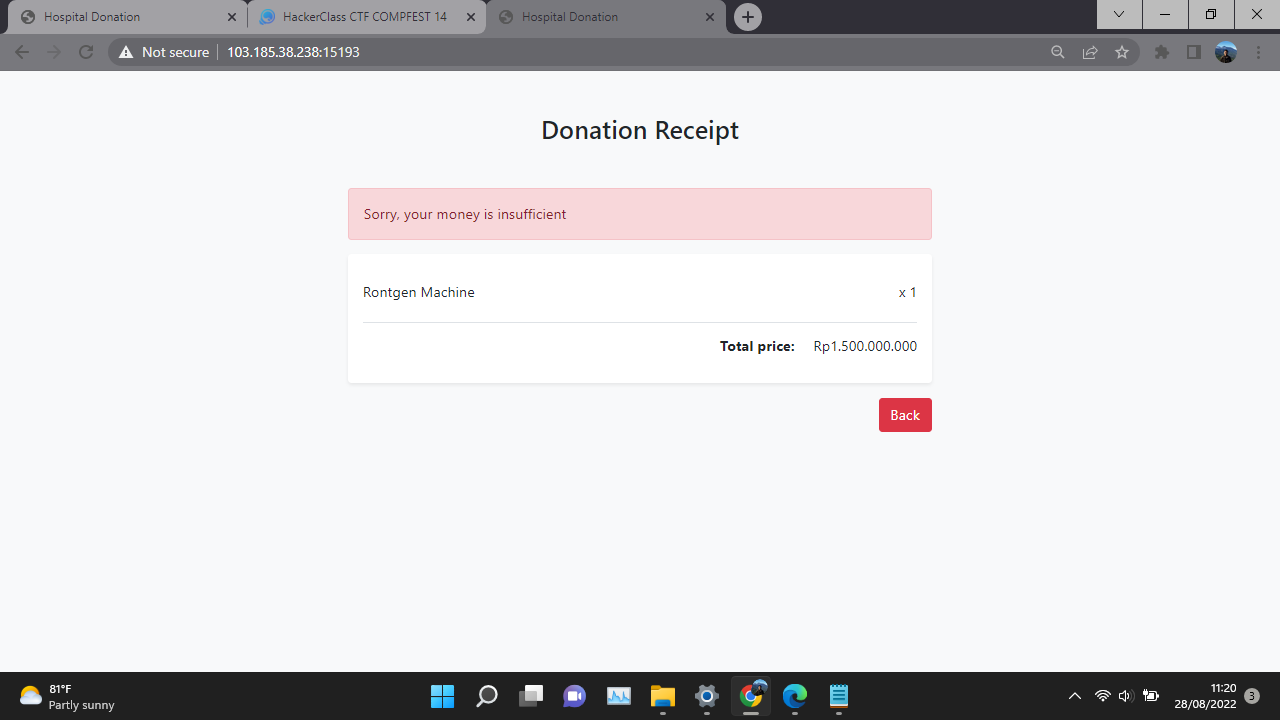 Hospital Donation
HackerClass CTF COMPFEST 14
Hospital Donation
Not secure
103.185.38.238:15193
Donation Receipt
Sorry, your money is insufficient
Rontgen Machine x 1
Total price: Rp1.500.000.000
Back
81°F
Partly sunny
11:20
28/08/2022
3